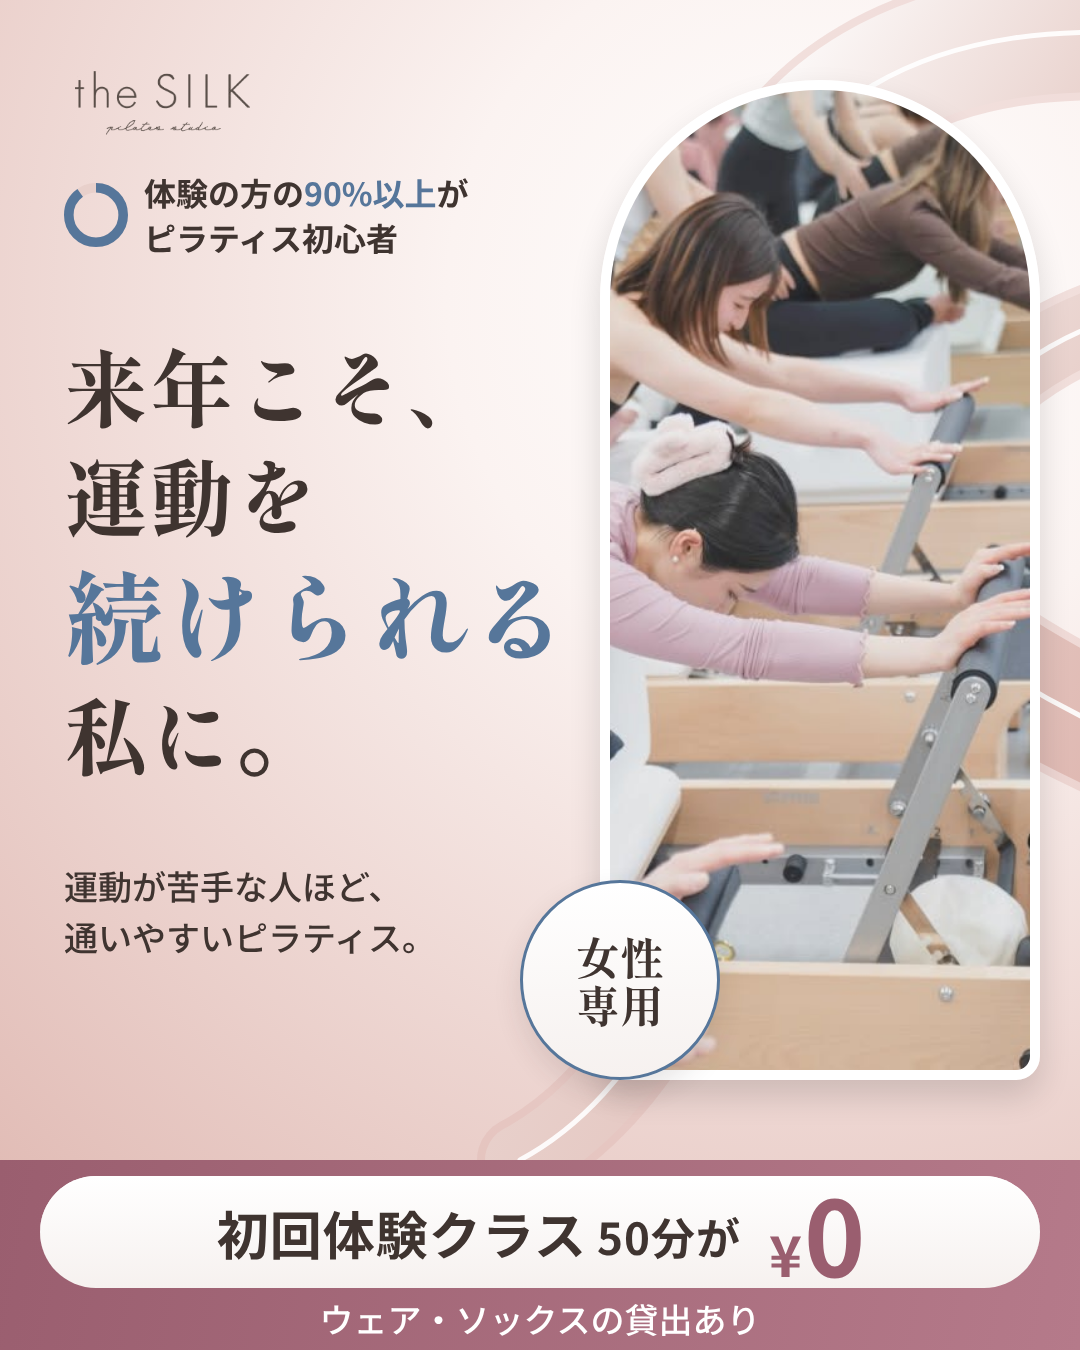 the SILK
pilates studio
体験の方の90%以上が
ピラティス初心者
来年こそ、
運動を
続けられる
私に。
運動が苦手な人ほど、
通いやすいピラティス。
女性
専用
初回体験クラス 50分が ¥0
ウェア・ソックスの貸出あり